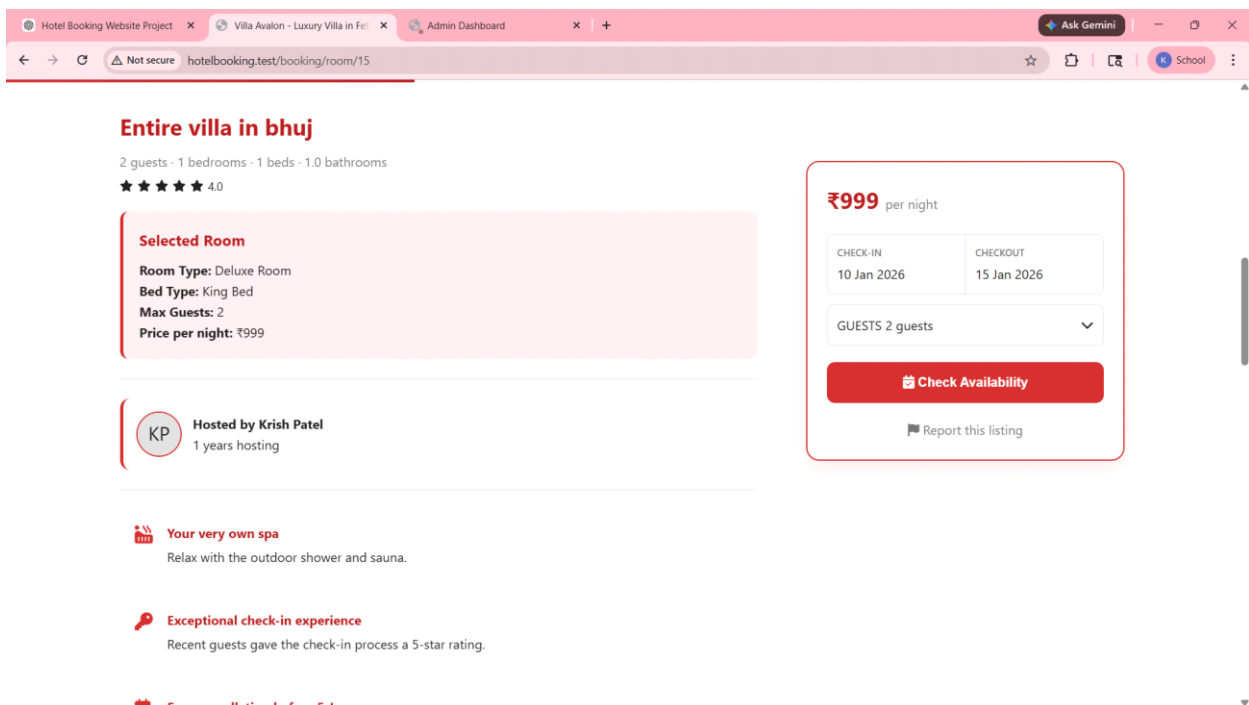 Hotel Booking Website Project
Villa Avalon - Luxury Villa in Fet
Admin Dashboard
Ask Gemini
Not secure
hotelbooking.test/booking/room/15
K School
Entire villa in bhuj
2 guests · 1 bedrooms · 1 beds · 1.0 bathrooms
4.0
Selected Room
Room Type: Deluxe Room
Bed Type: King Bed
Max Guests: 2
Price per night: ₹999
Hosted by Krish Patel
KP
1 years hosting
Your very own spa
Relax with the outdoor shower and sauna.
Exceptional check-in experience
Recent guests gave the check-in process a 5-star rating.
₹999 per night
CHECK-IN
10 Jan 2026
CHECKOUT
15 Jan 2026
GUESTS 2 guests
Check Availability
Report this listing